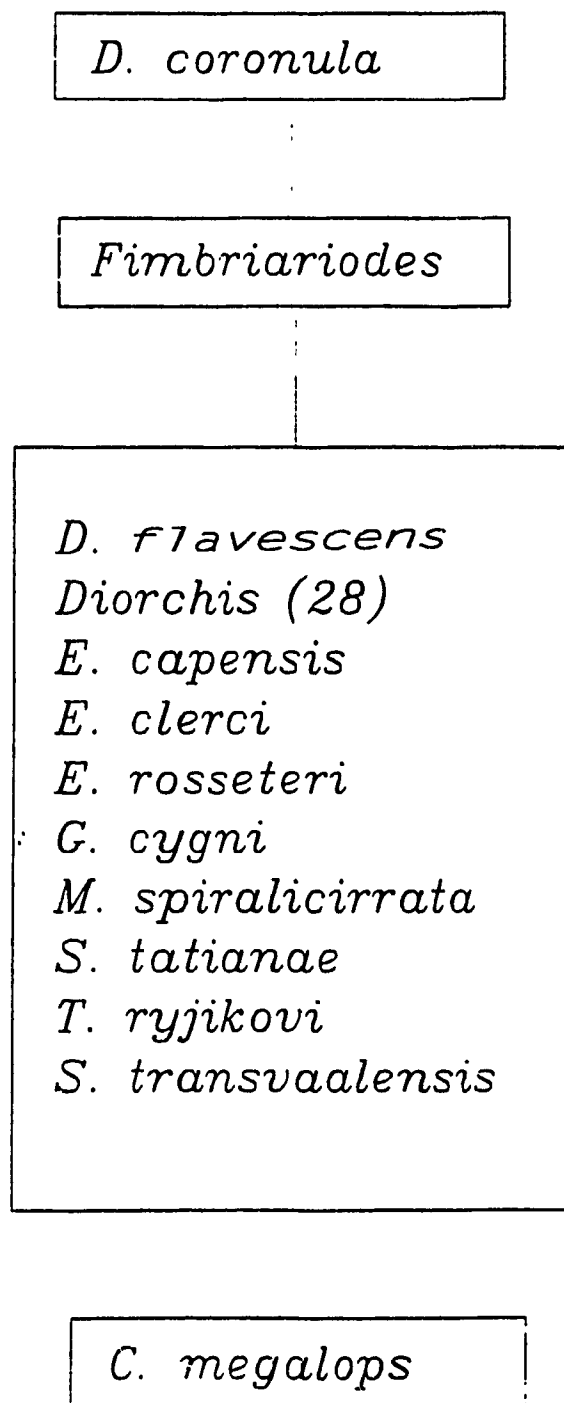 D. coronula
Fimbriariodes
D. flavescens
Diorchis (28)
E. capensis
E. clerci
E. rosseteri
G. cygni
M. spiralicirrata
S. tatianae
T. ryjikovi
S. transvaalensis
C. megalops